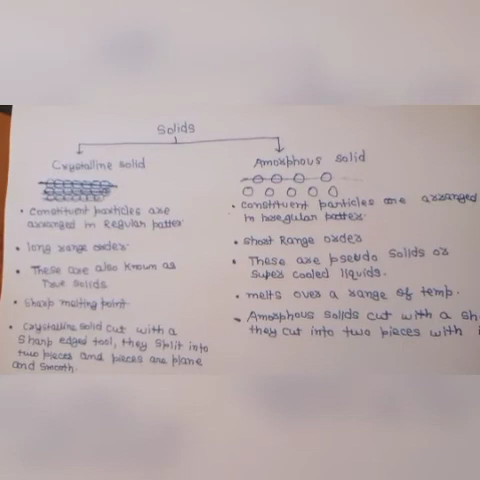 Solids
Crystalline solid
constituent particles are
arranged in Regular patter.
long range order.
These are also known as
True solids.
Sharp melting point.
Crystalline solid cut with a
sharp edged tool, they split into
two pieces and pieces are plane
and smooth.
Amorphous solid
constituent particles are arranged
in irregular patter.
short Range order
These are pseudo solids or
super cooled liquids.
melts over a range of temp.
Amorphous solids cut with a sh
they cut into two pieces with i